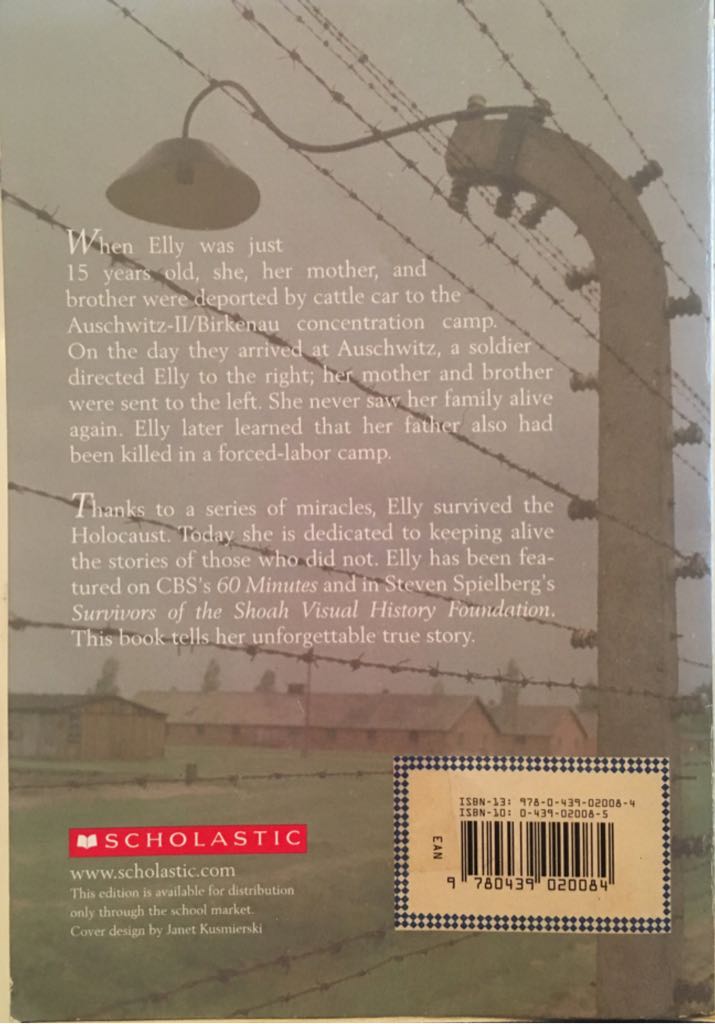 When Elly was just
15 years old, she, her mother, and
brother were deported by cattle car to the
Auschwitz-II/Birkenau concentration camp.
On the day they arrived at Auschwitz, a soldier
directed Elly to the right; her mother and brother
were sent to the left. She never saw her family alive
again. Elly later learned that her father also had
been killed in a forced-labor camp.
Thanks to a series of miracles, Elly survived the
Holocaust. Today she is dedicated to keeping alive
the stories of those who did not. Elly has been fea-
tured on CBS's 60 Minutes and in Steven Spielberg's
Survivors of the Shoah Visual History Foundation.
This book tells her unforgettable true story.
SCHOLASTIC
www.scholastic.com
This edition is available for distribution
only through the school market.
Cover design by Janet Kusmierski
ISBN-13: 978-0-439-02008-4
ISBN-10: 0-439-02008-5
EAN
9 780439 020084